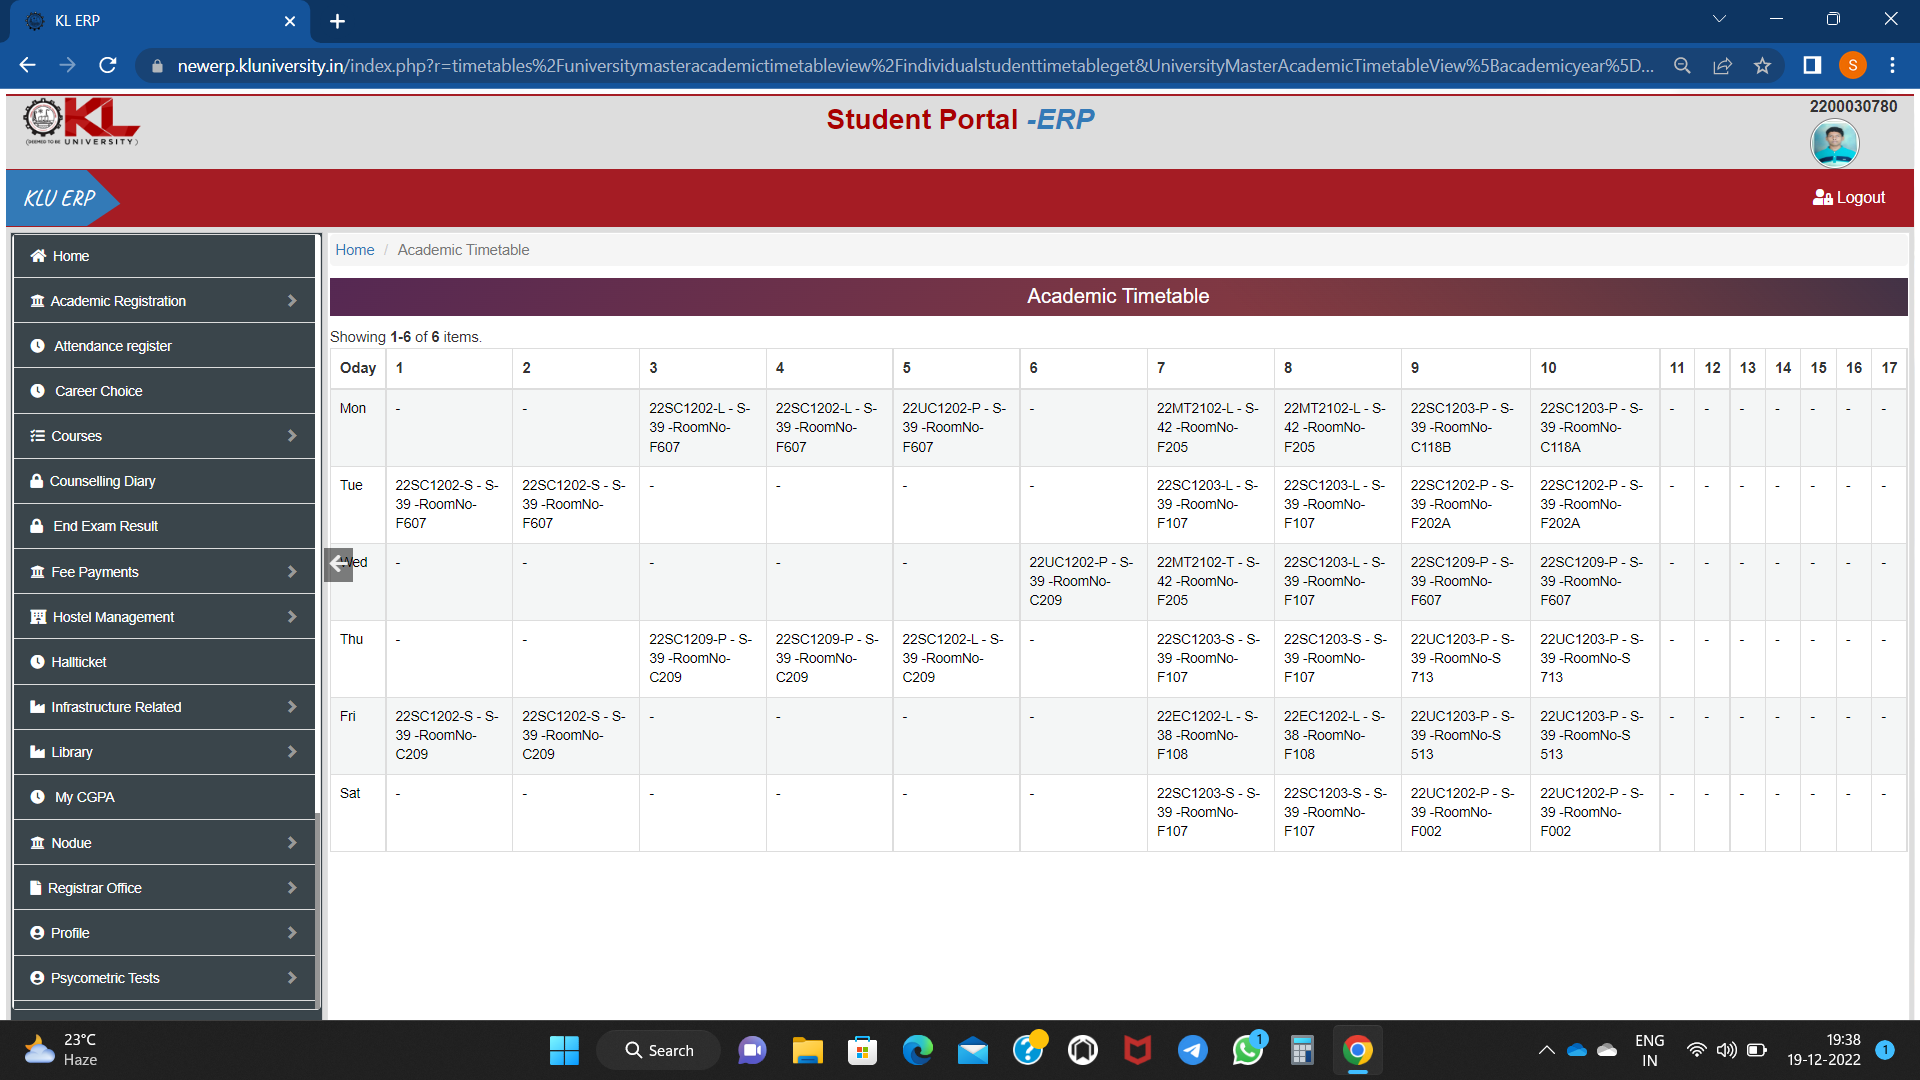 KL ERP
newerp.kluniversity.in/index.php?r=timetables%2Funiversitymasteracademictimetableview%2Findividualstudenttimetableget&UniversityMasterAcademicTimetableView%5Bacademicyear%5D...
S
KL
(DEEMED TO BE UNIVERSITY)
Student Portal -ERP
2200030780
KLU ERP
Logout
Home
Academic Registration
Attendance register
Career Choice
Courses
Counselling Diary
End Exam Result
Fee Payments
Hostel Management
Hallticket
Infrastructure Related
Library
My CGPA
Nodue
Registrar Office
Profile
Psycometric Tests
Home / Academic Timetable
Academic Timetable
Showing 1-6 of 6 items.
Oday 1 2 3 4 5 6 7 8 9 10 11 12 13 14 15 16 17
Mon - - 22SC1202-L - S- 22SC1202-L - S- 22UC1202-P - S- - 22MT2102-L - S- 22MT2102-L - S- 22SC1203-P - S- 22SC1203-P - S- - - - - - - -
39 -RoomNo- 39 -RoomNo- 39 -RoomNo- 42 -RoomNo- 42 -RoomNo- 39 -RoomNo- 39 -RoomNo-
F607 F607 F607 F205 F205 C118B C118A
Tue 22SC1202-S - S- 22SC1202-S - S- - - - - 22SC1203-L - S- 22SC1203-L - S- 22SC1202-P - S- 22SC1202-P - S- - - - - - - -
39 -RoomNo- 39 -RoomNo- 39 -RoomNo- 39 -RoomNo- 39 -RoomNo- 39 -RoomNo-
F607 F607 F107 F107 F202A F202A
Wed - - - - - 22UC1202-P - S- 22MT2102-T - S- 22SC1203-L - S- 22SC1209-P - S- 22SC1209-P - S- - - - - - - -
39 -RoomNo- 42 -RoomNo- 39 -RoomNo- 39 -RoomNo- 39 -RoomNo-
C209 F205 F107 F607 F607
Thu - - 22SC1209-P - S- 22SC1209-P - S- 22SC1202-L - S- - 22SC1203-S - S- 22SC1203-S - S- 22UC1203-P - S- 22UC1203-P - S- - - - - - - -
39 -RoomNo- 39 -RoomNo- 39 -RoomNo- 39 -RoomNo- 39 -RoomNo- 39 -RoomNo-S 39 -RoomNo-S
C209 C209 C209 F107 F107 713 713
Fri 22SC1202-S - S- 22SC1202-S - S- - - - - 22EC1202-L - S- 22EC1202-L - S- 22UC1203-P - S- 22UC1203-P - S- - - - - - - -
39 -RoomNo- 39 -RoomNo- 38 -RoomNo- 38 -RoomNo- 39 -RoomNo-S 39 -RoomNo-S
C209 C209 F108 F108 513 513
Sat - - - - - - 22SC1203-S - S- 22SC1203-S - S- 22UC1202-P - S- 22UC1202-P - S- - - - - - - -
39 -RoomNo- 39 -RoomNo- 39 -RoomNo- 39 -RoomNo-
F107 F107 F002 F002
23°C
Haze
Search
1
ENG
IN
19:38
19-12-2022
1